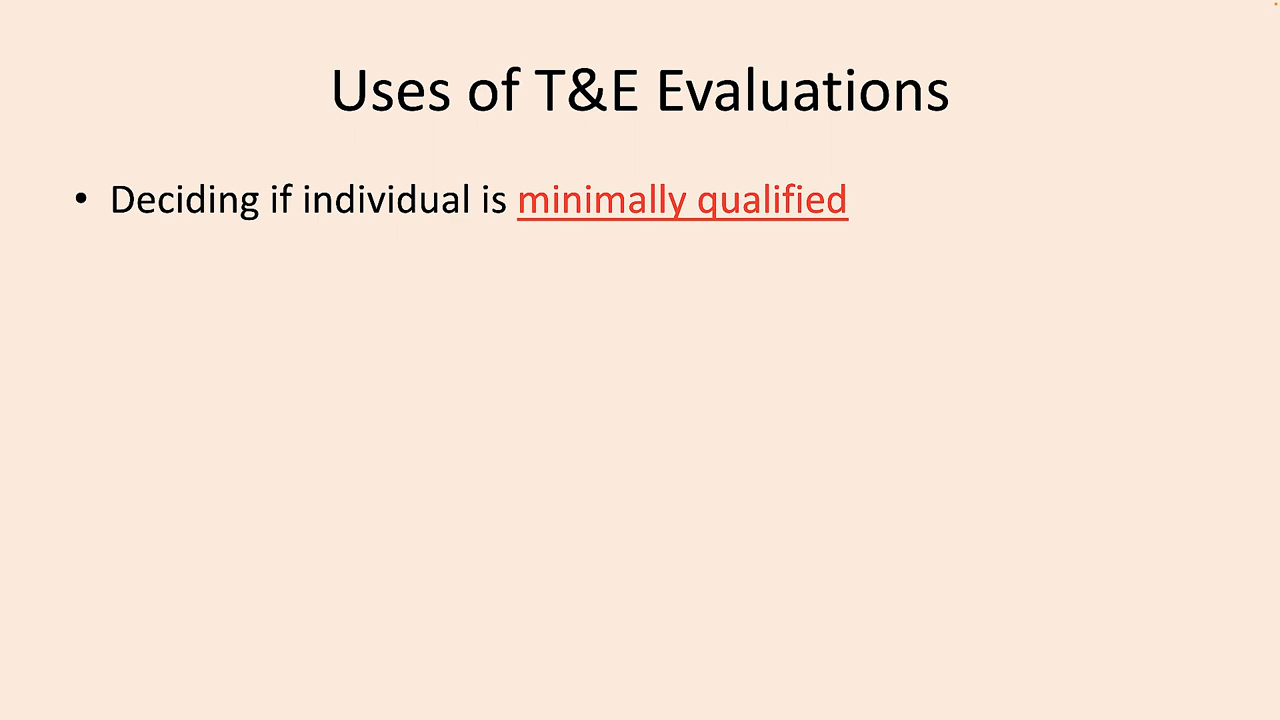 Uses of T&E Evaluations
• Deciding if individual is minimally qualified